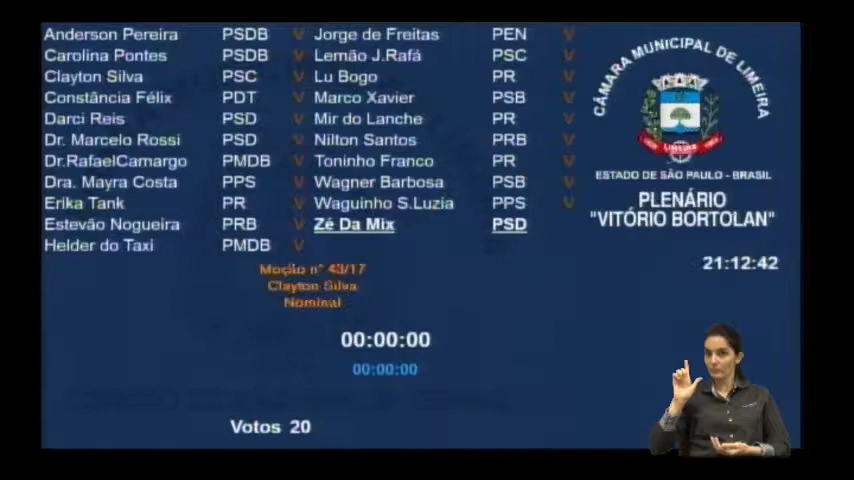 Anderson Pereira PSDB V Jorge de Freitas PEN V
Carolina Pontes PSDB V Lemão J.Rafá PSC V
Clayton Silva PSC V Lu Bogo PR V
Constância Félix PDT V Marco Xavier PSB V
Darci Reis PSD V Mir do Lanche PR V
Dr. Marcelo Rossi PSD V Nilton Santos PRB V
Dr.RafaelCamargo PMDB V Toninho Franco PR V
Dra. Mayra Costa PPS V Wagner Barbosa PSB V
Erika Tank PR V Waguinho S.Luzia PPS V
Estevão Nogueira PRB V Zé Da Mix PSD
Helder do Taxi PMDB V
Moção n° 43/17
Clayton Silva
Nominal
00:00:00
00:00:00
Votos 20
CÂMARA MUNICIPAL DE LIMEIRA
LIMEIRA
ESTADO DE SÃO PAULO - BRASIL
PLENÁRIO
"VITÓRIO BORTOLAN"
21:12:42